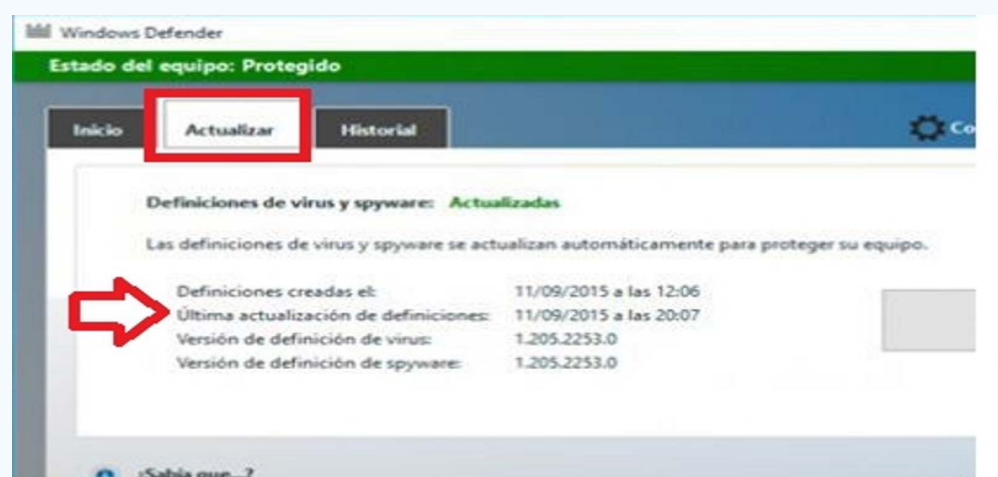 Windows Defender
Estado del equipo: Protegido
Inicio Actualizar Historial
Definiciones de virus y spyware: Actualizadas
Las definiciones de virus y spyware se actualizan automáticamente para proteger su equipo.
Definiciones creadas el: 11/09/2015 a las 12:06
Última actualización de definiciones: 11/09/2015 a las 20:07
Versión de definición de virus: 1.205.2253.0
Versión de definición de spyware: 1.205.2253.0
¿Sabía que...?